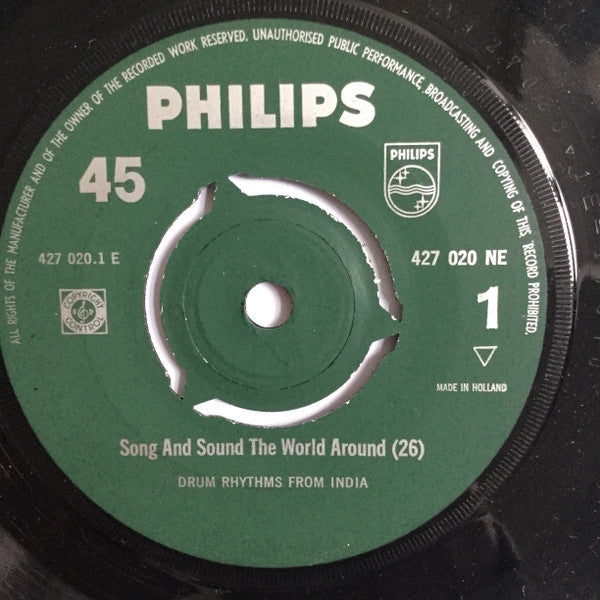 ALL RIGHTS OF THE MANUFACTURER AND OF THE OWNER OF THE RECORDED WORK RESERVED. UNAUTHORISED PUBLIC PERFORMANCE, BROADCASTING AND COPYING OF THIS RECORD PROHIBITED.
PHILIPS
45
PHILIPS
427 020.1 E
427 020 NE
COPYRIGHT
CONTROL
1
MADE IN HOLLAND
Song And Sound The World Around (26)
DRUM RHYTHMS FROM INDIA